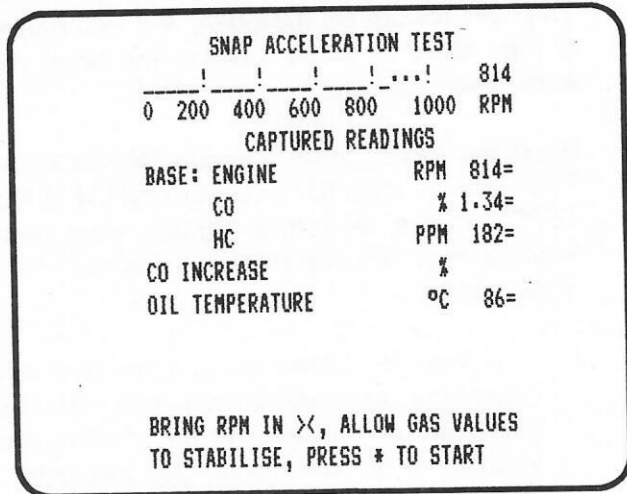 SNAP ACCELERATION TEST
_____!____!____!____!_...! 814
0 200 400 600 800 1000 RPM
CAPTURED READINGS
BASE: ENGINE RPM 814=
CO % 1.34=
HC PPM 182=
CO INCREASE %
OIL TEMPERATURE ºC 86=
BRING RPM IN ><, ALLOW GAS VALUES
TO STABILISE, PRESS * TO START